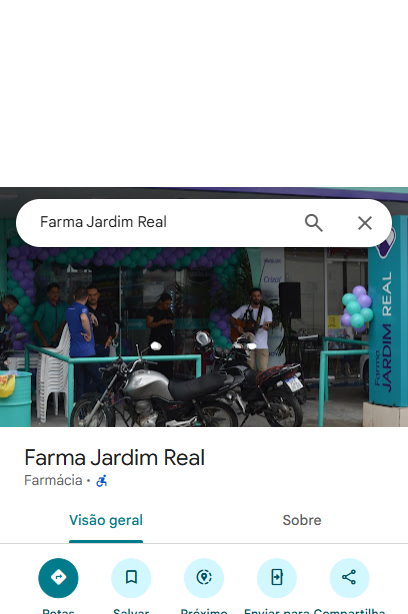 Farma Jardim Real
Farma
JARDIM REAL
Farma Jardim Real
Farmácia •
Visão geral
Sobre
Rotas
Salvar
Próximo
Enviar para
Compartilha